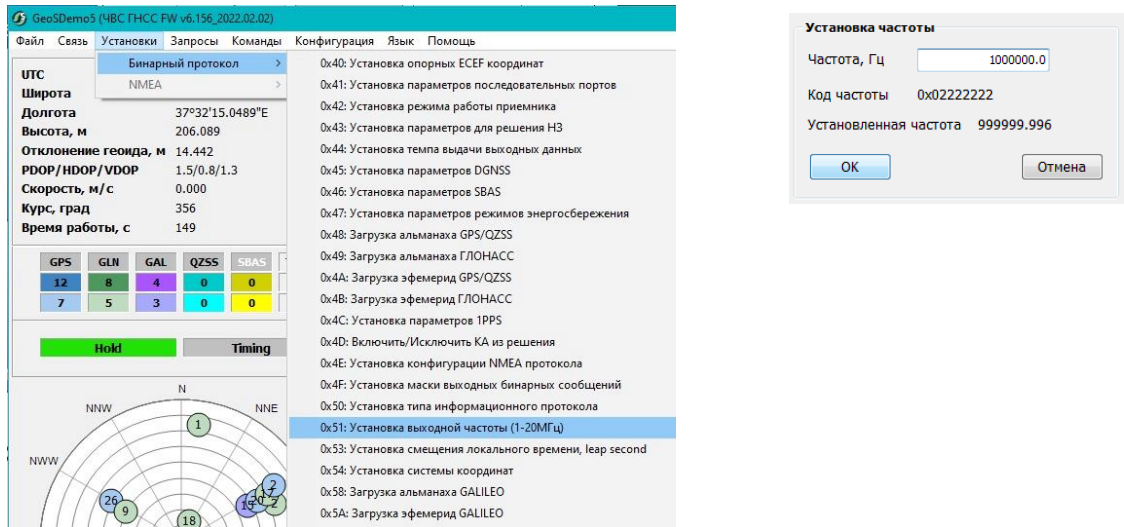 GeoSDemo5 (ЧВС ГНСС FW v6.156_2022.02.02)
Файл Связь Установки Запросы Команды Конфигурация Язык Помощь
Бинарный протокол >
NMEA >
UTC
Широта
Долгота 37°32'15.0489"E
Высота, м 206.089
Отклонение геоида, м 14.442
PDOP/HDOP/VDOP 1.5/0.8/1.3
Скорость, м/с 0.000
Курс, град 356
Время работы, с 149
GPS GLN GAL QZSS SBAS
12 8 4 0 0
7 5 3 0 0
Hold Timing
N
NNW NNE
NWW
1
26
9
18
2
2
0x40: Установка опорных ECEF координат
0x41: Установка параметров последовательных портов
0x42: Установка режима работы приемника
0x43: Установка параметров для решения НЗ
0x44: Установка темпа выдачи выходных данных
0x45: Установка параметров DGNSS
0x46: Установка параметров SBAS
0x47: Установка параметров режимов энергосбережения
0x48: Загрузка альманаха GPS/QZSS
0x49: Загрузка альманаха ГЛОНАСС
0x4A: Загрузка эфемерид GPS/QZSS
0x4B: Загрузка эфемерид ГЛОНАСС
0x4C: Установка параметров 1PPS
0x4D: Включить/Исключить КА из решения
0x4E: Установка конфигурации NMEA протокола
0x4F: Установка маски выходных бинарных сообщений
0x50: Установка типа информационного протокола
0x51: Установка выходной частоты (1-20МГц)
0x53: Установка смещения локального времени, leap second
0x54: Установка системы координат
0x58: Загрузка альманаха GALILEO
0x5A: Загрузка эфемерид GALILEO
Установка частоты
Частота, Гц 1000000.0
Код частоты 0x02222222
Установленная частота 999999.996
OK Отмена